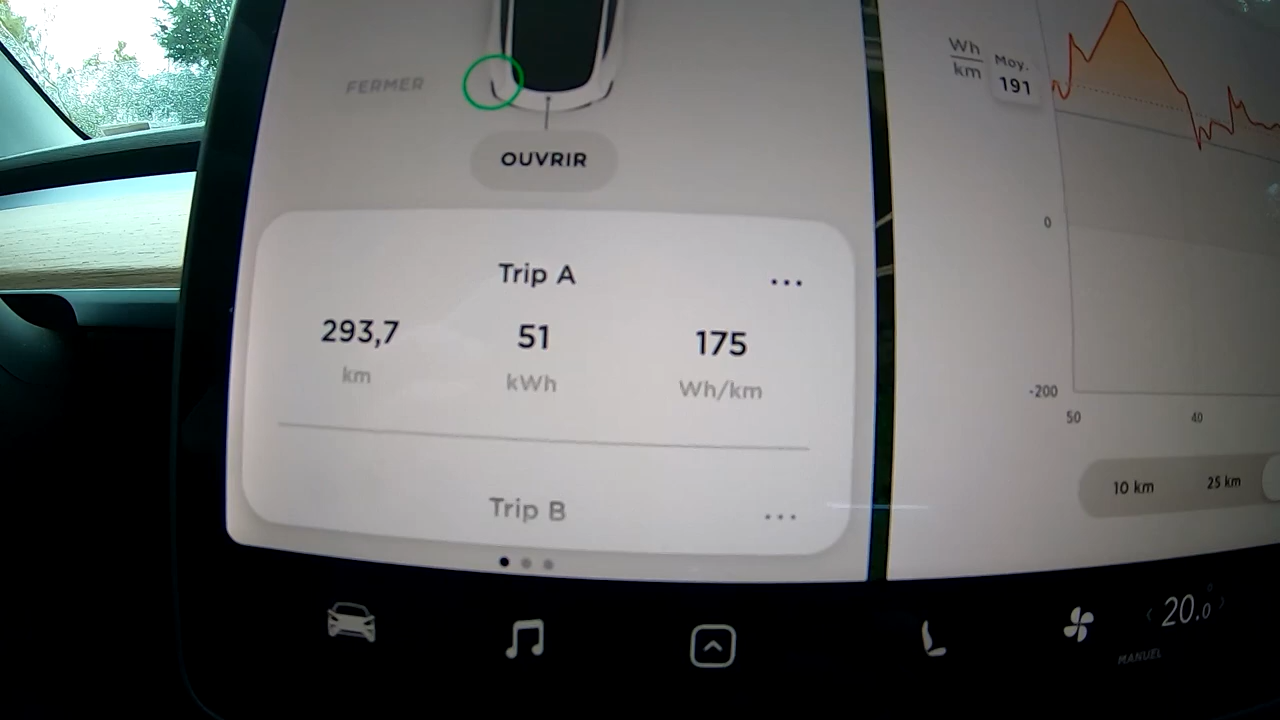 FERMER
OUVRIR
Trip A
...
293,7
51
175
km
kWh
Wh/km
Trip B
...
Wh
km
Moy.
191
0
-200
50
40
10 km
25 km
20.0
MANUEL